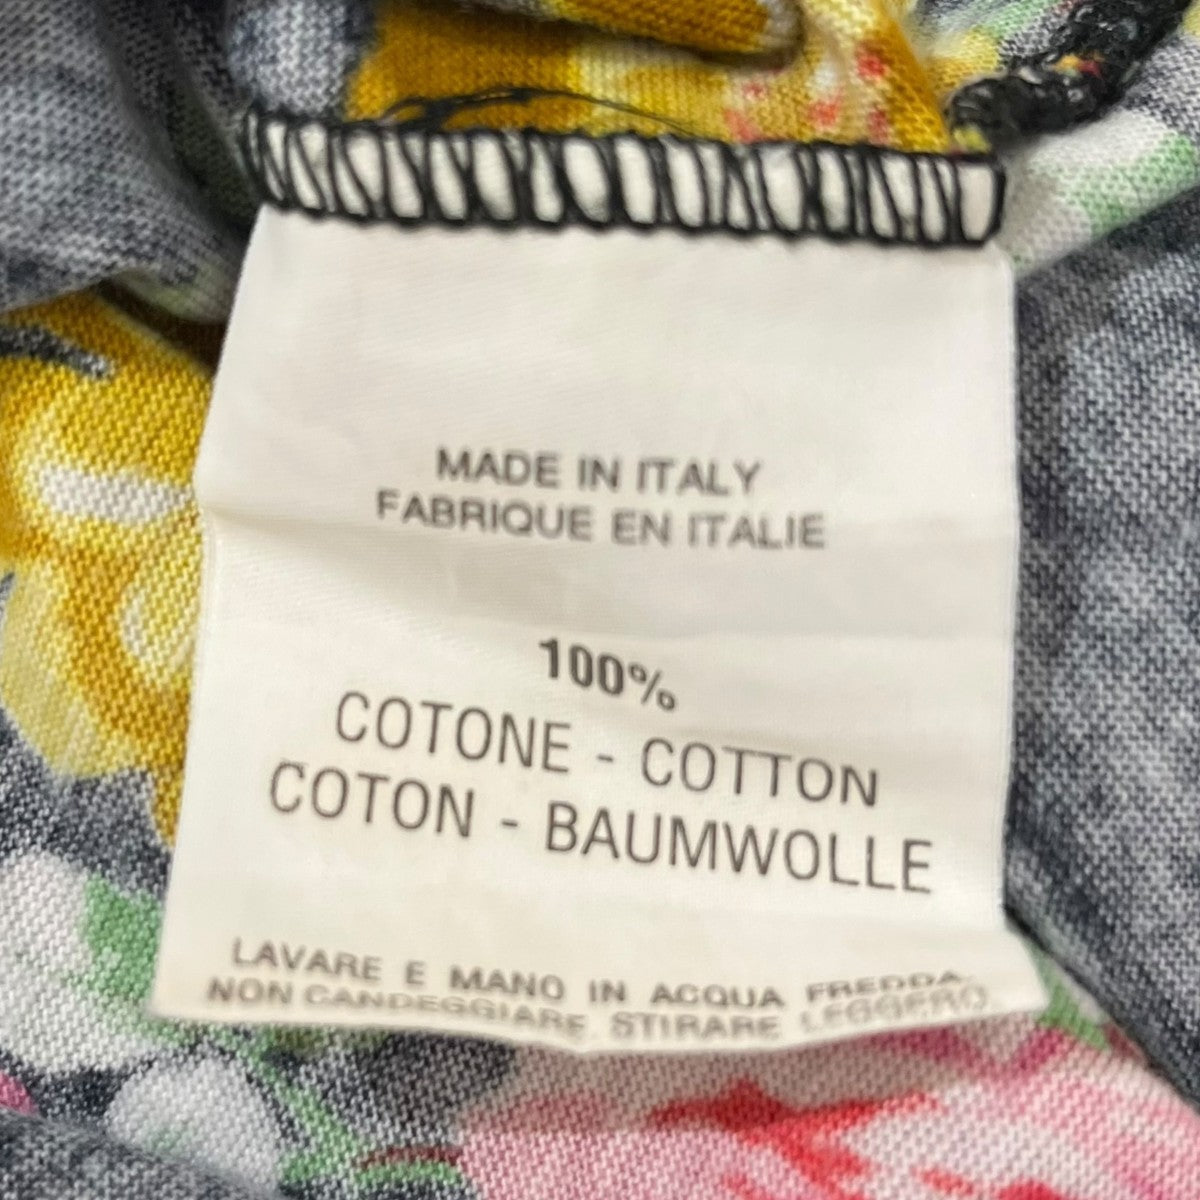 MADE IN ITALY
FABRIQUE EN ITALIE
100%
COTONE - COTTON
COTON - BAUMWOLLE
LAVARE E MANO IN ACQUA FREDDA.
NON CANDEGGIARE. STIRARE LEGGERO.